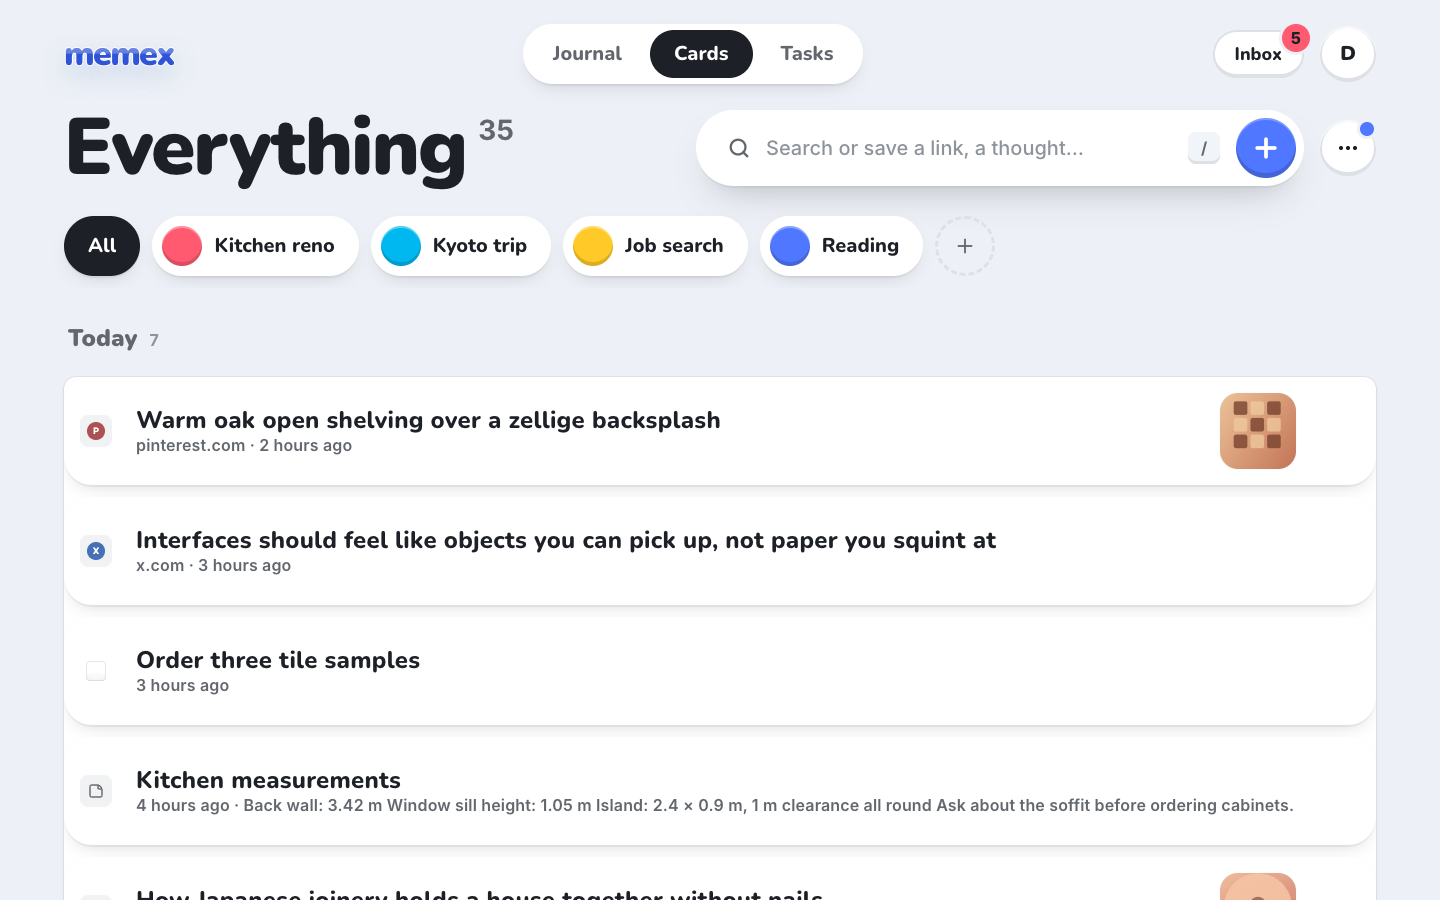 memex
Journal
Cards
Tasks
Inbox
5
D
Everything 35
Search or save a link, a thought...
/
All
Kitchen reno
Kyoto trip
Job search
Reading
Today 7
P
Warm oak open shelving over a zellige backsplash
pinterest.com · 2 hours ago
X
Interfaces should feel like objects you can pick up, not paper you squint at
x.com · 3 hours ago
Order three tile samples
3 hours ago
Kitchen measurements
4 hours ago · Back wall: 3.42 m Window sill height: 1.05 m Island: 2.4 × 0.9 m, 1 m clearance all round Ask about the soffit before ordering cabinets.
How Japanese joinery holds a house together without nails